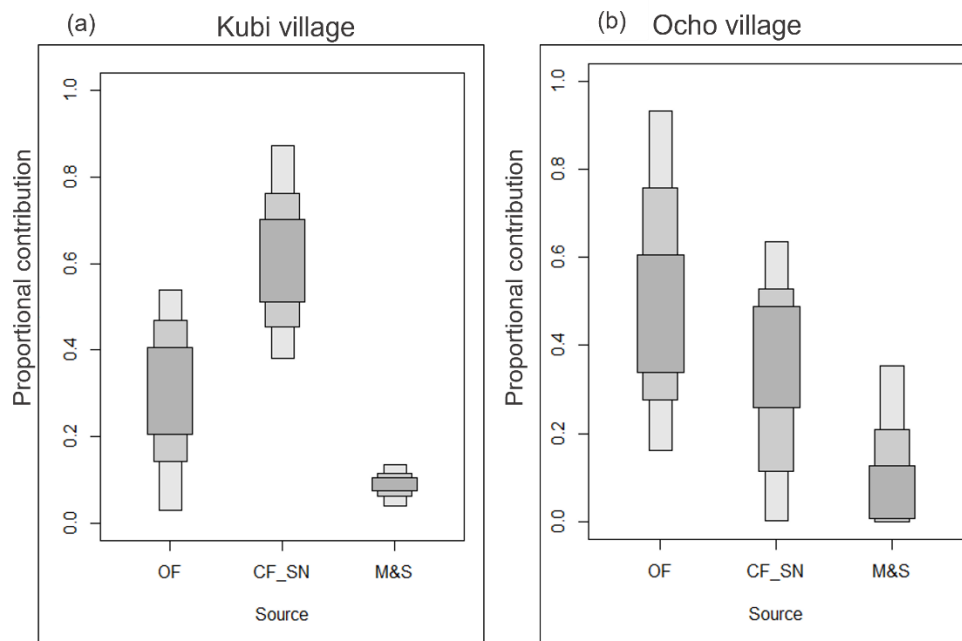 (a) Kubi village
Proportional contribution
1.0
0.8
0.6
0.4
0.2
0.0
OF CF_SN M&S
Source
(b) Ocho village
Proportional contribution
1.0
0.8
0.6
0.4
0.2
0.0
OF CF_SN M&S
Source